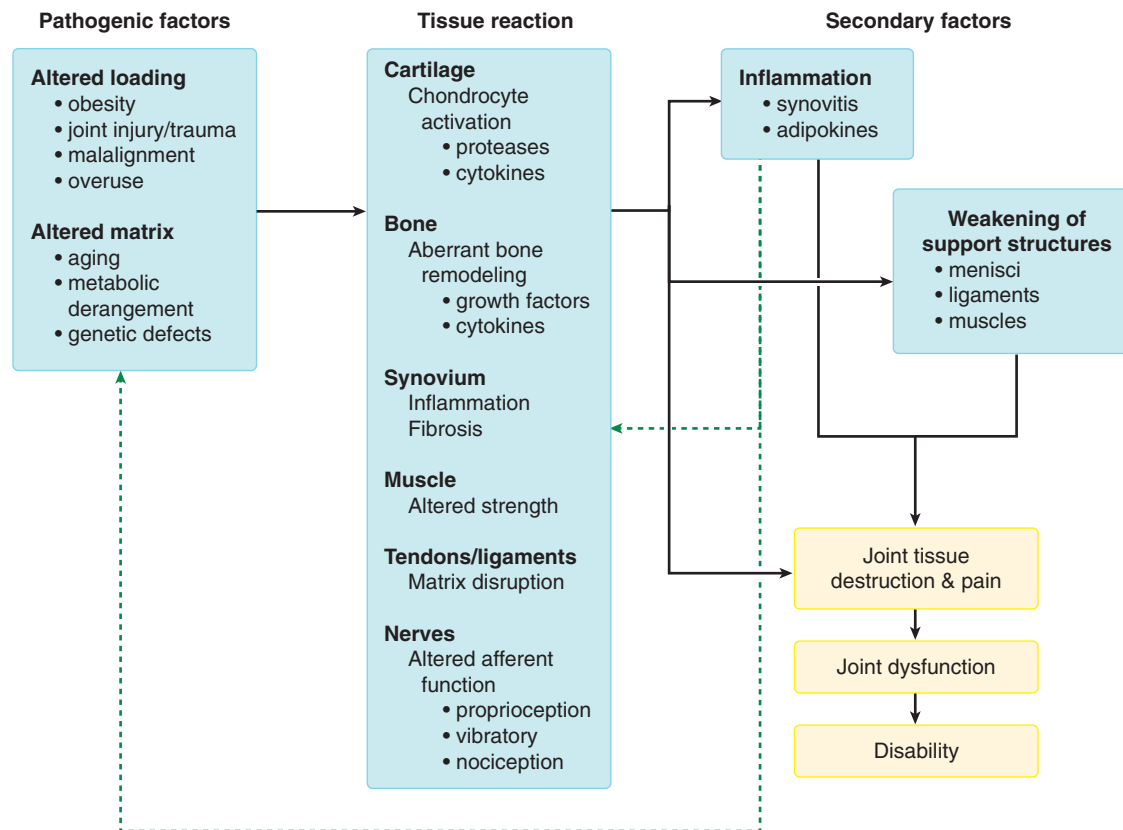 Pathogenic factors
Tissue reaction
Secondary factors
Altered loading
• obesity
• joint injury/trauma
• malalignment
• overuse
Altered matrix
• aging
• metabolic
derangement
• genetic defects
Cartilage
Chondrocyte
activation
• proteases
• cytokines
Bone
Aberrant bone
remodeling
• growth factors
• cytokines
Synovium
Inflammation
Fibrosis
Muscle
Altered strength
Tendons/ligaments
Matrix disruption
Nerves
Altered afferent
function
• proprioception
• vibratory
• nociception
Inflammation
• synovitis
• adipokines
Weakening of
support structures
• menisci
• ligaments
• muscles
Joint tissue
destruction & pain
Joint dysfunction
Disability